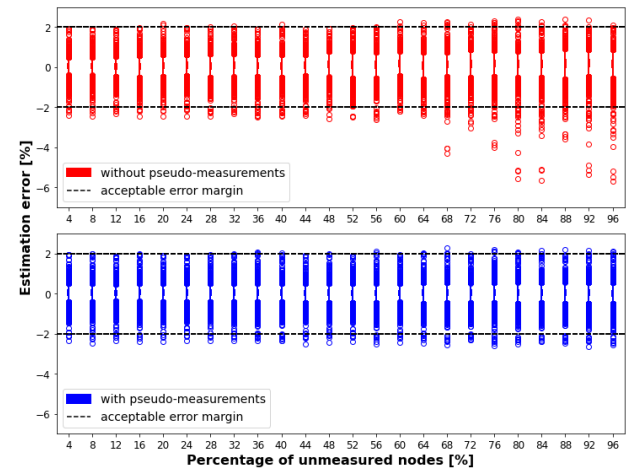 Estimation error [%]
2
0
−2
−4
−6
without pseudo-measurements
acceptable error margin
4 8 12 16 20 24 28 32 36 40 44 48 52 56 60 64 68 72 76 80 84 88 92 96
2
0
−2
−4
−6
with pseudo-measurements
acceptable error margin
4 8 12 16 20 24 28 32 36 40 44 48 52 56 60 64 68 72 76 80 84 88 92 96
Percentage of unmeasured nodes [%]